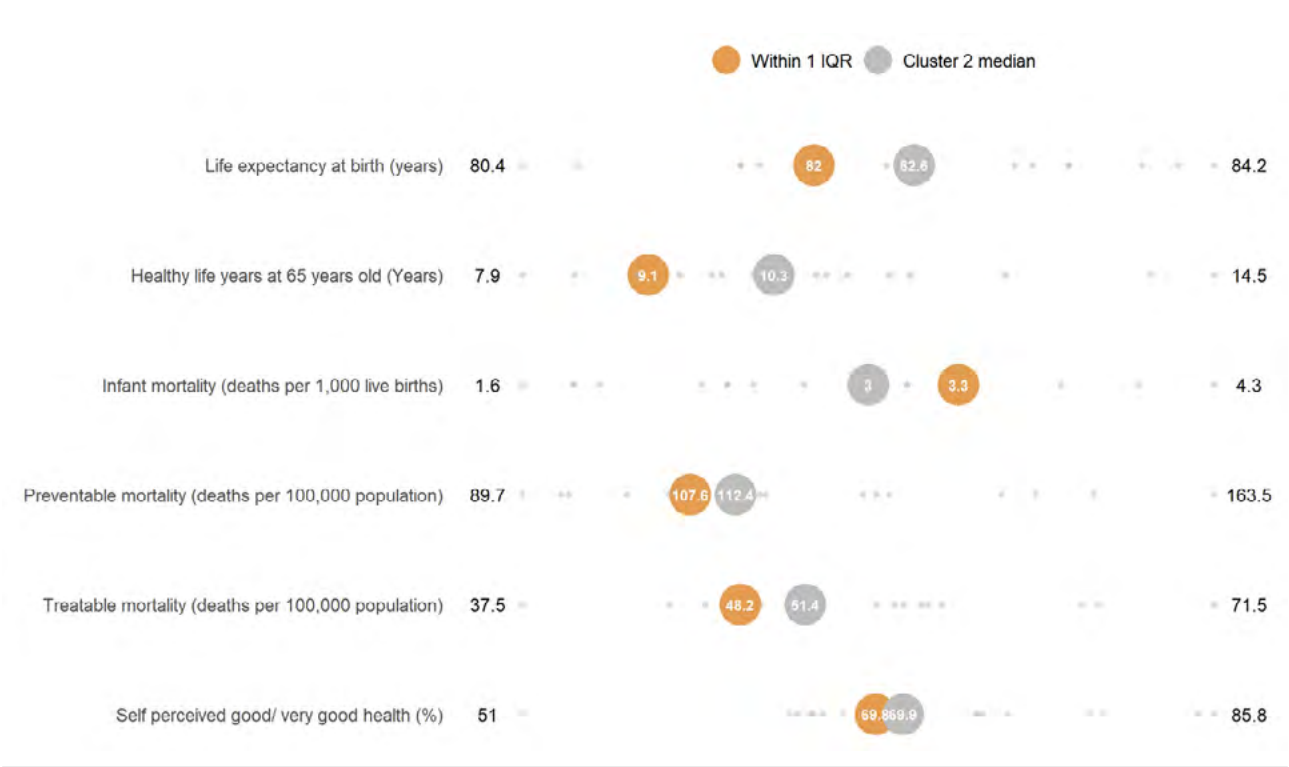 Within 1 IQR Cluster 2 median
Life expectancy at birth (years) 80.4 82 82.6 84.2
Healthy life years at 65 years old (Years) 7.9 9.1 10.3 14.5
Infant mortality (deaths per 1,000 live births) 1.6 3 3.3 4.3
Preventable mortality (deaths per 100,000 population) 89.7 107.6 112.4 163.5
Treatable mortality (deaths per 100,000 population) 37.5 48.2 51.4 71.5
Self perceived good/ very good health (%) 51 69.8 69.9 85.8